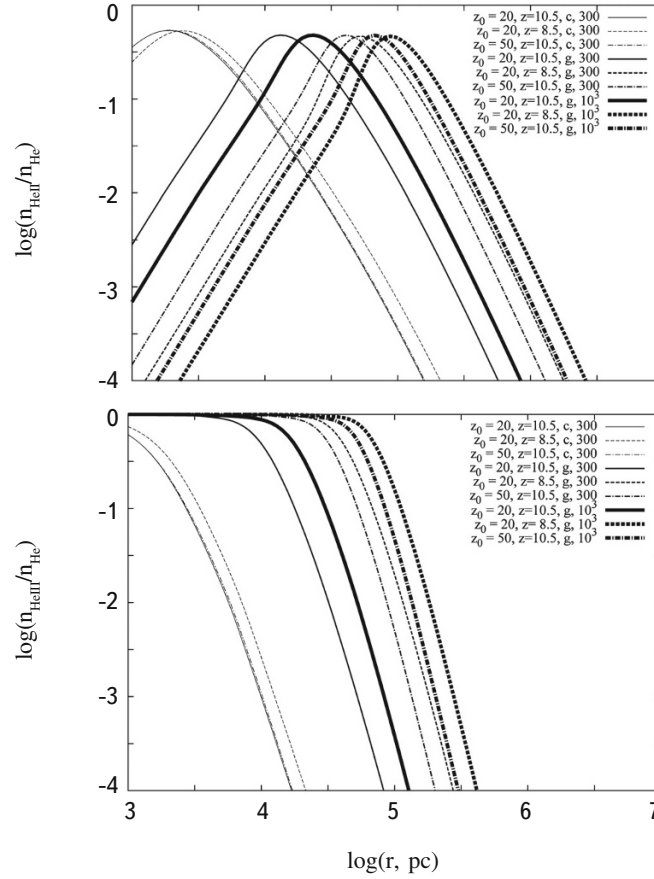 0
-1
-2
-3
-4
log(n_HeII/n_He)
z_0 = 20, z=10.5, c, 300
z_0 = 20, z= 8.5, c, 300
z_0 = 50, z=10.5, c, 300
z_0 = 20, z=10.5, g, 300
z_0 = 20, z= 8.5, g, 300
z_0 = 50, z=10.5, g, 300
z_0 = 20, z=10.5, g, 10^3
z_0 = 20, z= 8.5, g, 10^3
z_0 = 50, z=10.5, g, 10^3
0
-1
-2
-3
-4
log(n_HeIII/n_He)
z_0 = 20, z=10.5, c, 300
z_0 = 20, z= 8.5, c, 300
z_0 = 50, z=10.5, c, 300
z_0 = 20, z=10.5, g, 300
z_0 = 20, z= 8.5, g, 300
z_0 = 50, z=10.5, g, 300
z_0 = 20, z=10.5, g, 10^3
z_0 = 20, z= 8.5, g, 10^3
z_0 = 50, z=10.5, g, 10^3
3 4 5 6 7
log(r, pc)